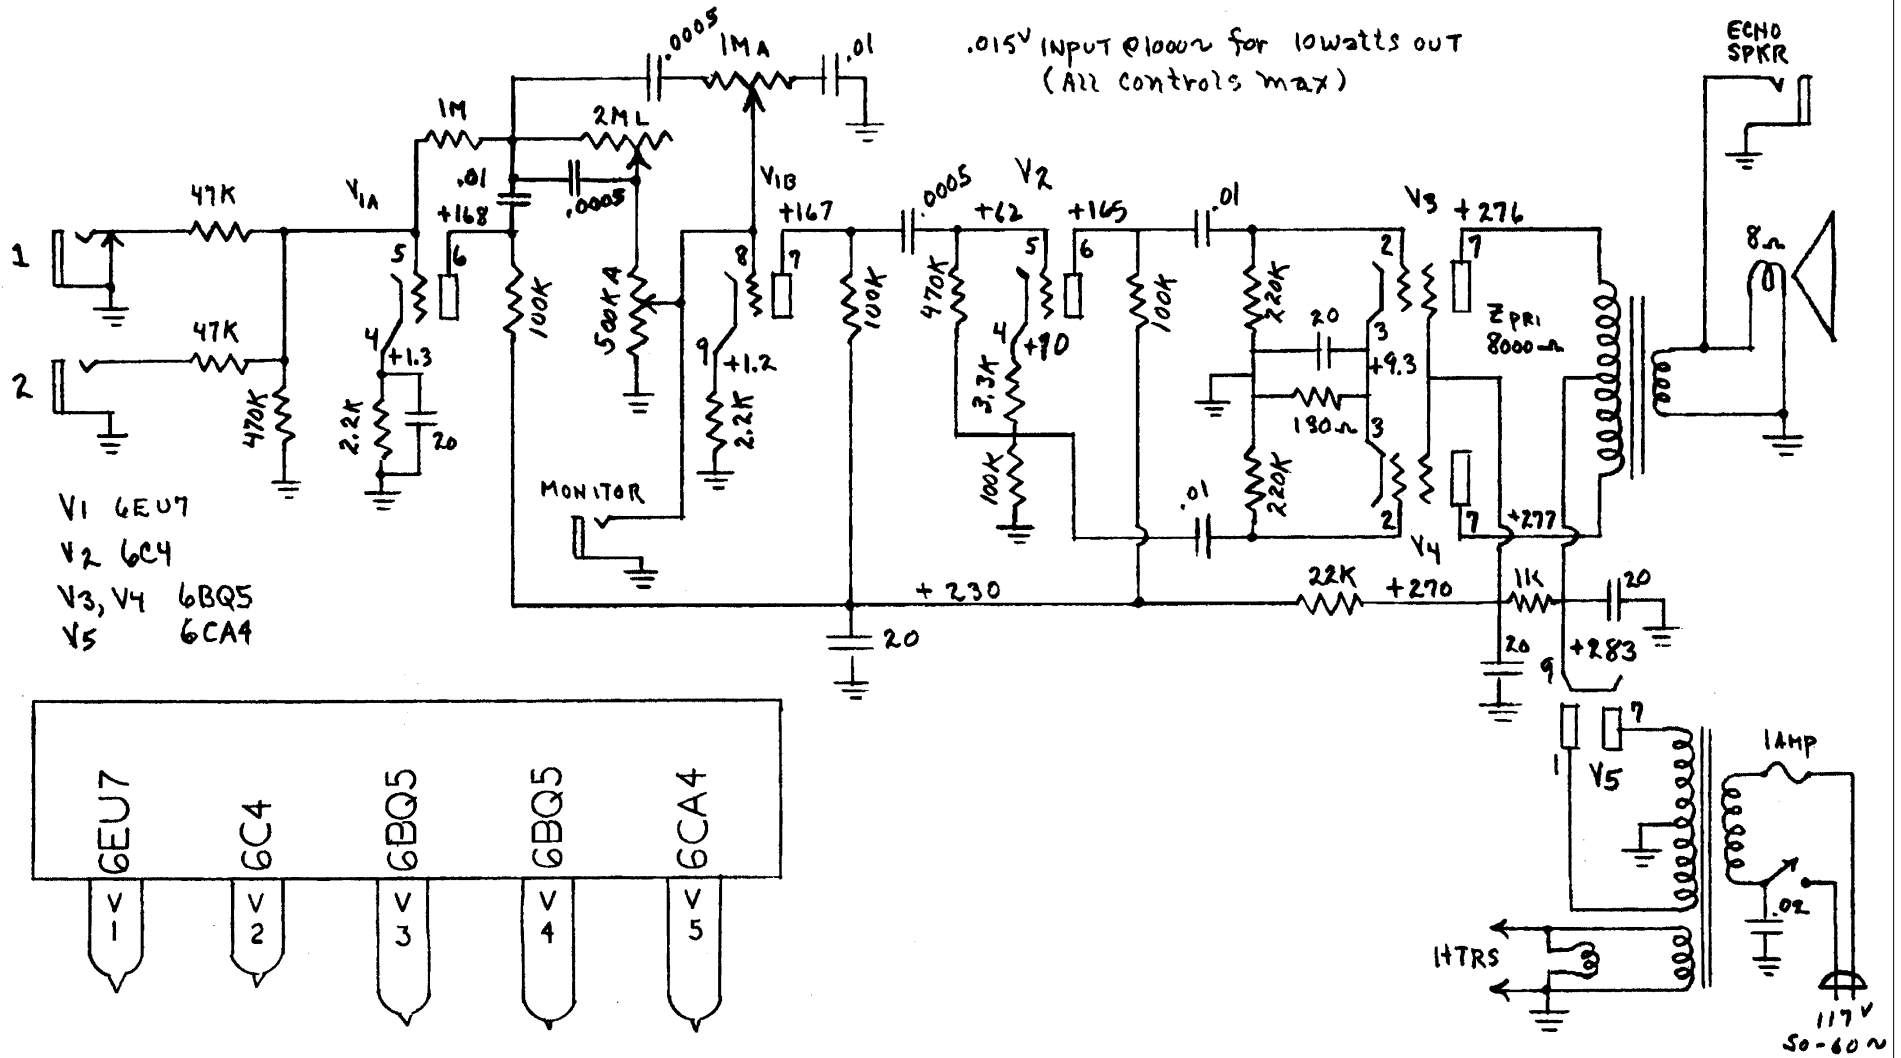 .0005
1MA
.01
.015V INPUT @1000~ for 10watts OUT
(All controls max)
ECHO
SPKR
1M
2ML
.01
.0005
V1A
+168
V1B
+167
.0005
+62
V2
+165
.01
V3
+276
8Ω
47K
1
5
6
8
7
5
6
2
7
47K
2
470K
4
+1.3
2.2K
20
100K
500KA
9
+1.2
2.2K
100K
470K
4
+90
3.3K
100K
100K
220K
20
3
+9.3
130Ω
3
220K
2
7
ZPRI
8000Ω
MONITOR
.01
V4
+277
V1 6EU7
V2 6C4
V3, V4 6BQ5
V5 6CA4
+230
22K
+270
1K
20
20
20
9
+283
7
1
V5
1AMP
.02
HTRS
117V
50-60~
6EU7
6C4
6BQ5
6BQ5
6CA4
V
1
V
2
V
3
V
4
V
5